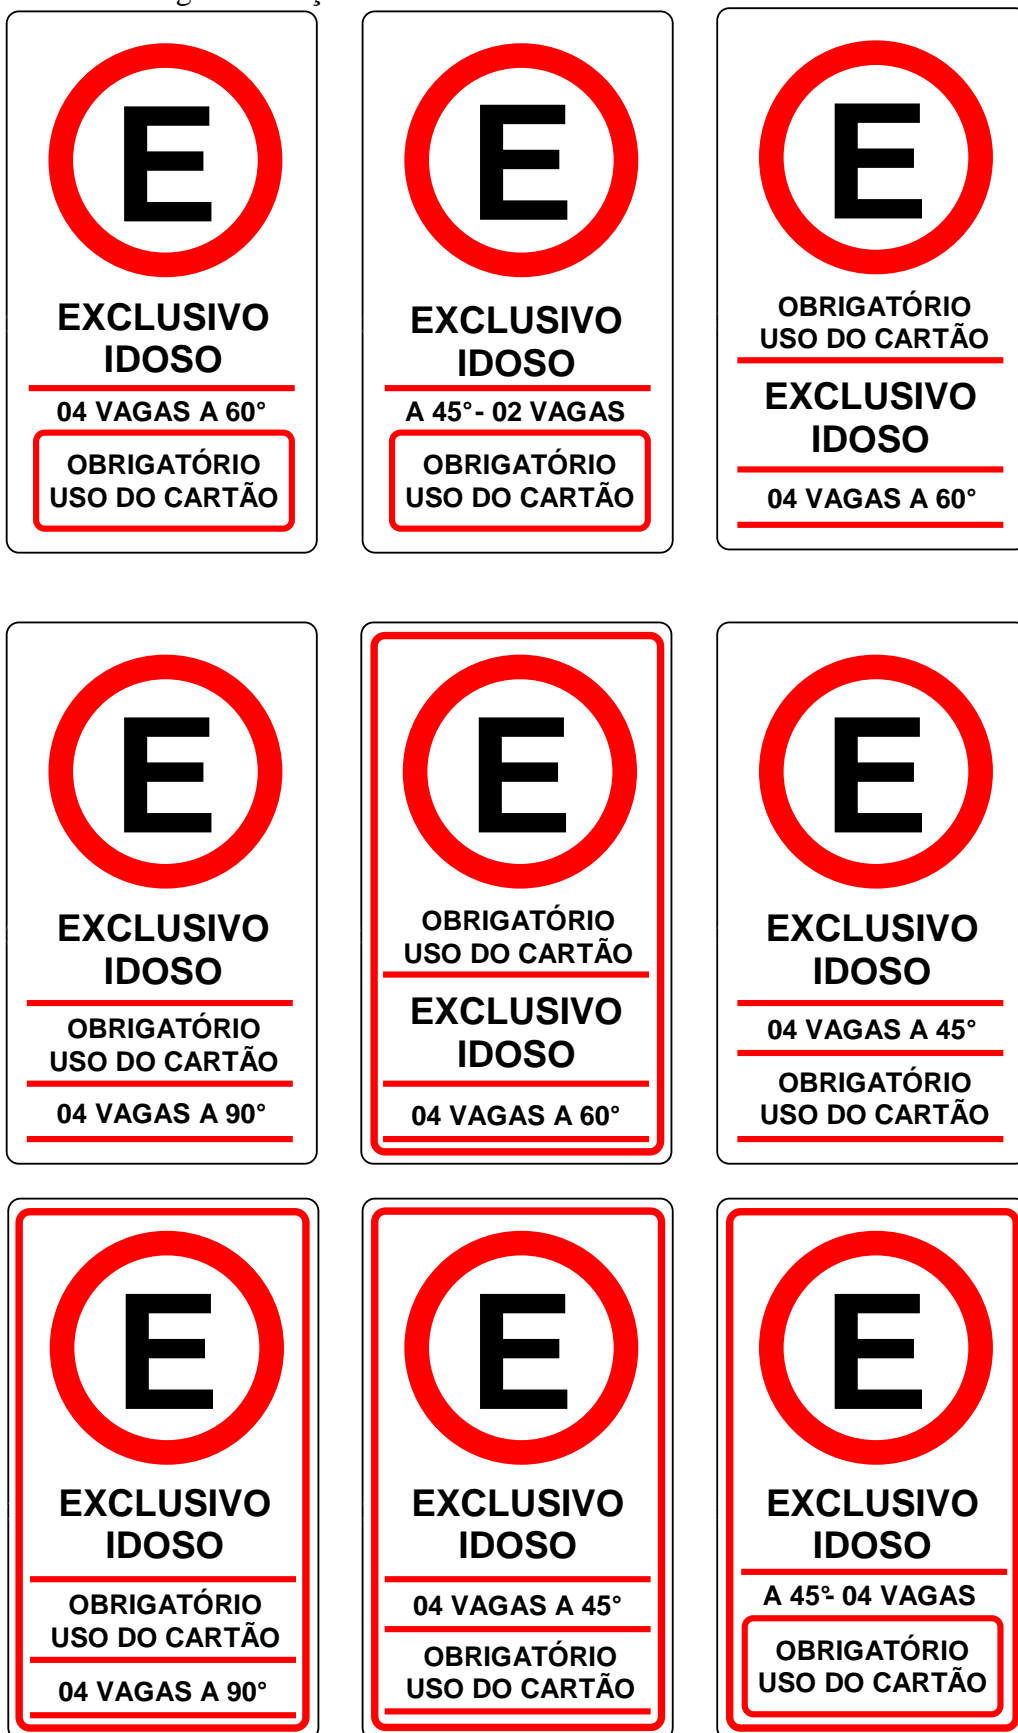 E
EXCLUSIVO
IDOSO
04 VAGAS A 60°
OBRIGATÓRIO
USO DO CARTÃO
E
EXCLUSIVO
IDOSO
A 45°- 02 VAGAS
OBRIGATÓRIO
USO DO CARTÃO
E
OBRIGATÓRIO
USO DO CARTÃO
EXCLUSIVO
IDOSO
04 VAGAS A 60°
E
EXCLUSIVO
IDOSO
OBRIGATÓRIO
USO DO CARTÃO
04 VAGAS A 90°
E
OBRIGATÓRIO
USO DO CARTÃO
EXCLUSIVO
IDOSO
04 VAGAS A 60°
E
EXCLUSIVO
IDOSO
04 VAGAS A 45°
OBRIGATÓRIO
USO DO CARTÃO
E
EXCLUSIVO
IDOSO
OBRIGATÓRIO
USO DO CARTÃO
04 VAGAS A 90°
E
EXCLUSIVO
IDOSO
04 VAGAS A 45°
OBRIGATÓRIO
USO DO CARTÃO
E
EXCLUSIVO
IDOSO
A 45°- 04 VAGAS
OBRIGATÓRIO
USO DO CARTÃO